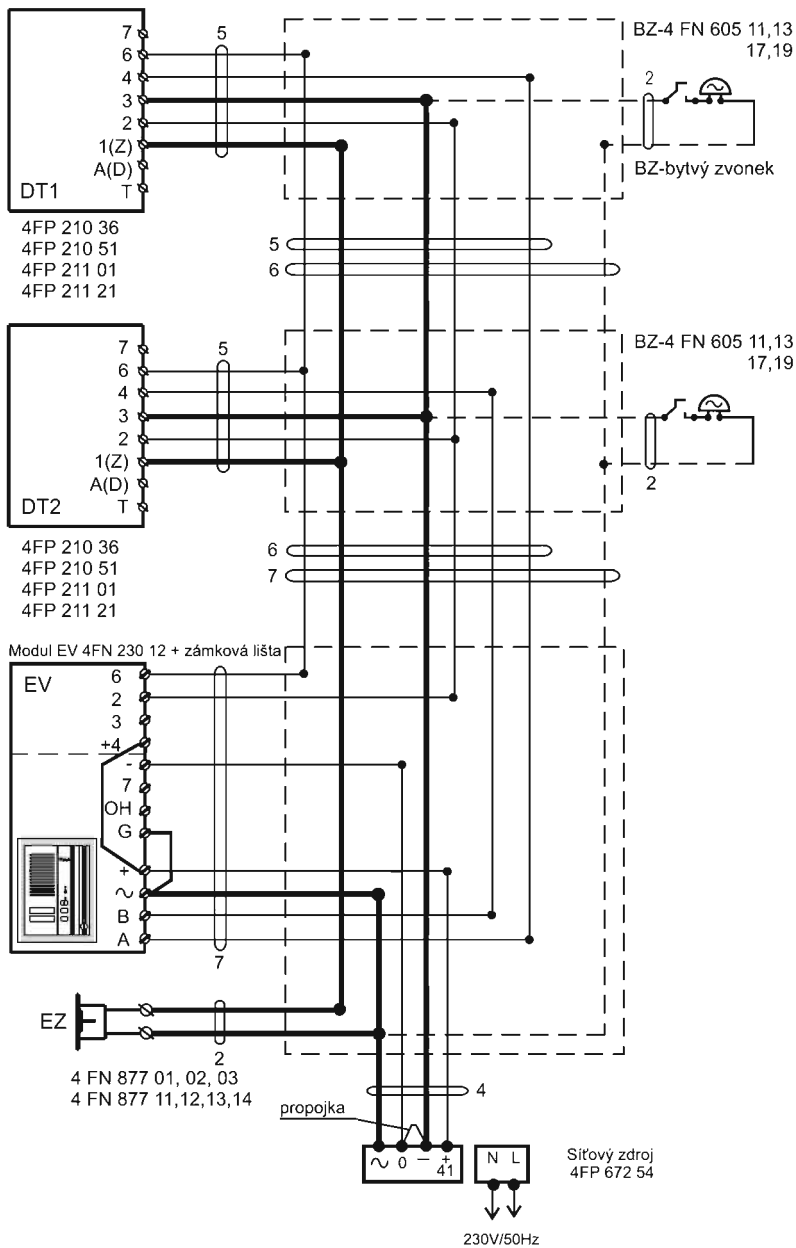 7
6
4
3
2
1(Z)
A(D)
T
DT1
5
BZ-4 FN 605 11,13
17,19
2
BZ-bytvý zvonek
4FP 210 36
4FP 210 51
4FP 211 01
4FP 211 21
5
6
7
6
4
3
2
1(Z)
A(D)
T
DT2
5
BZ-4 FN 605 11,13
17,19
2
4FP 210 36
4FP 210 51
4FP 211 01
4FP 211 21
6
7
Modul EV 4FN 230 12 + zámková lišta
EV
6
2
3
+4
-
7
OH
G
+
~
B
A
7
EZ
2
4 FN 877 01, 02, 03
4 FN 877 11,12,13,14
propojka
4
~ 0 – +
41
N L
Síťový zdroj
4FP 672 54
230V/50Hz